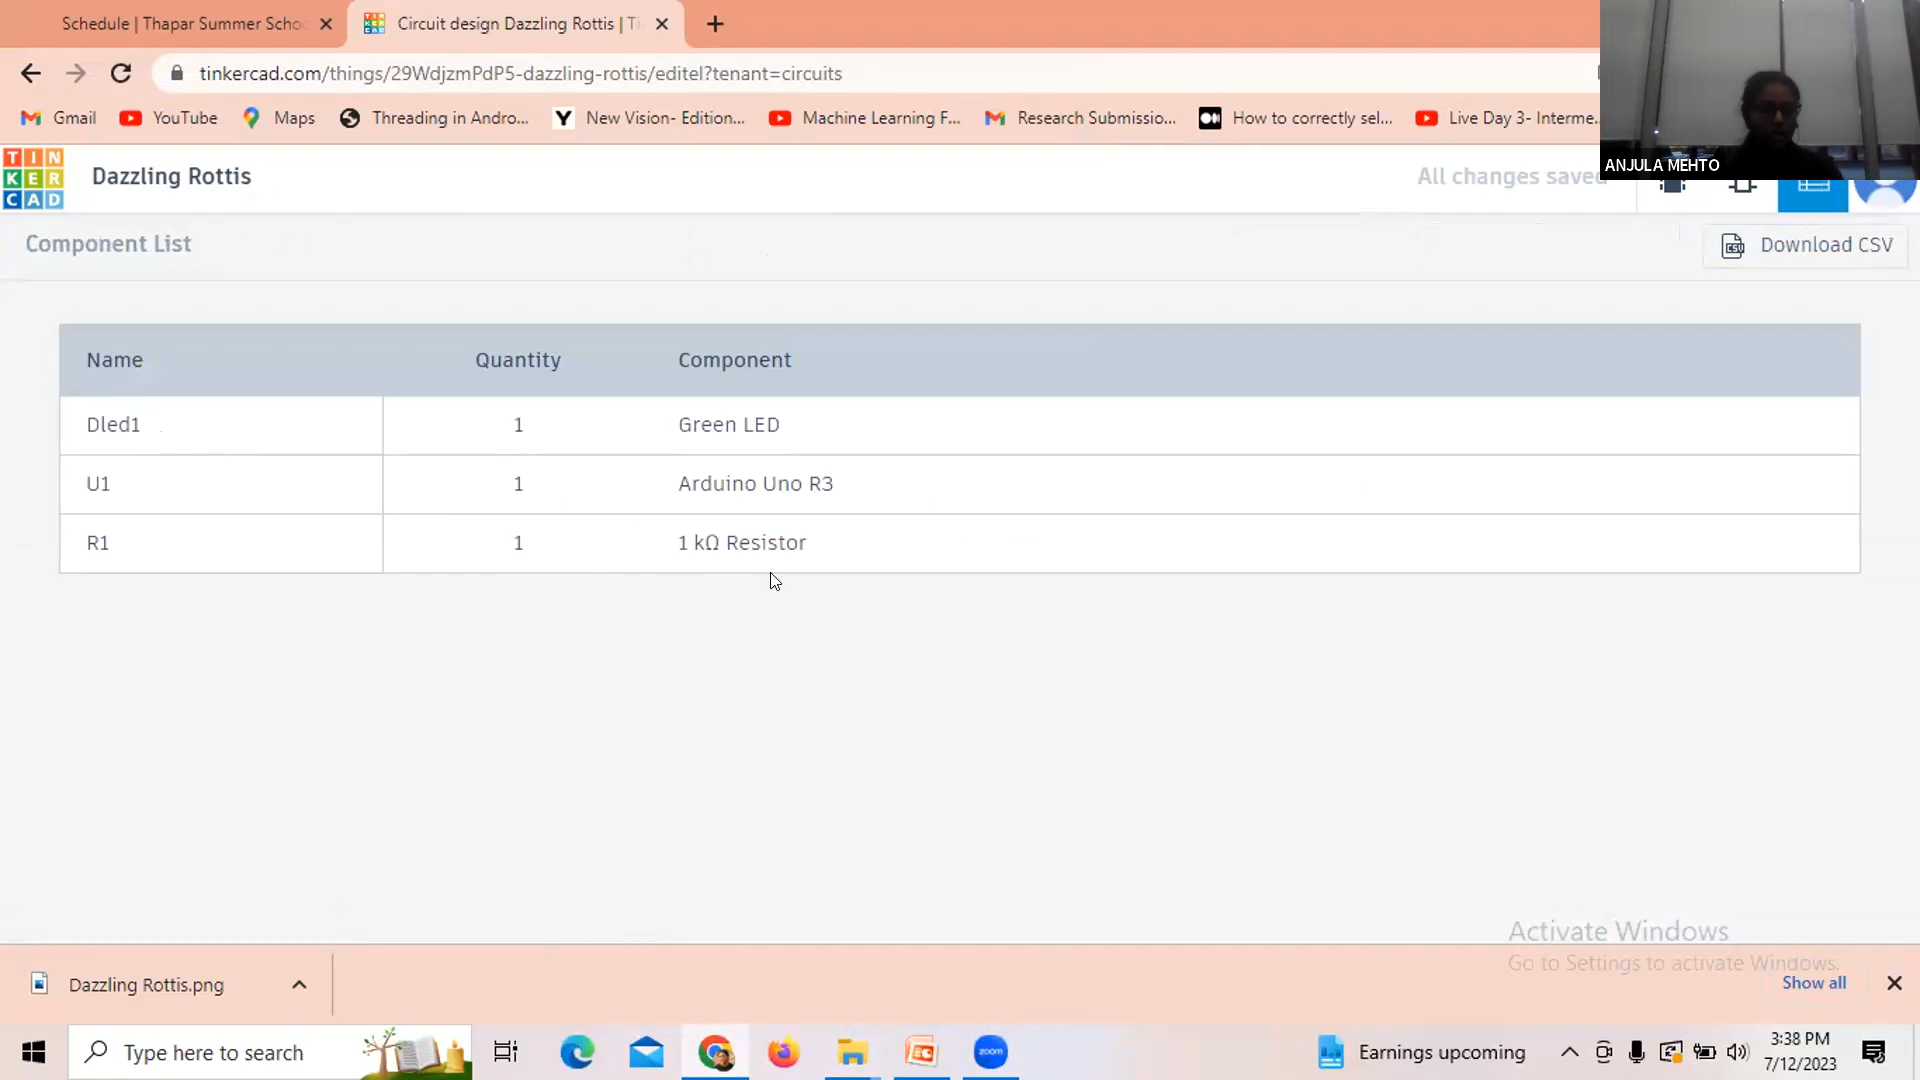 Schedule | Thapar Summer Schoo
Circuit design Dazzling Rottis | Ti
tinkercad.com/things/29WdjzmPdP5-dazzling-rottis/editel?tenant=circuits
Gmail
YouTube
Maps
Threading in Andro...
New Vision- Edition...
Machine Learning F...
Research Submissio...
How to correctly sel...
Live Day 3- Interme...
ANJULA MEHTO
TIN
KER
CAD
Dazzling Rottis
All changes saved
Component List
Download CSV
Name Quantity Component
Dled1 1 Green LED
U1 1 Arduino Uno R3
R1 1 1 kΩ Resistor
Activate Windows
Go to Settings to activate Windows.
Dazzling Rottis.png
Show all
Type here to search
zoom
Earnings upcoming
3:38 PM
7/12/2023